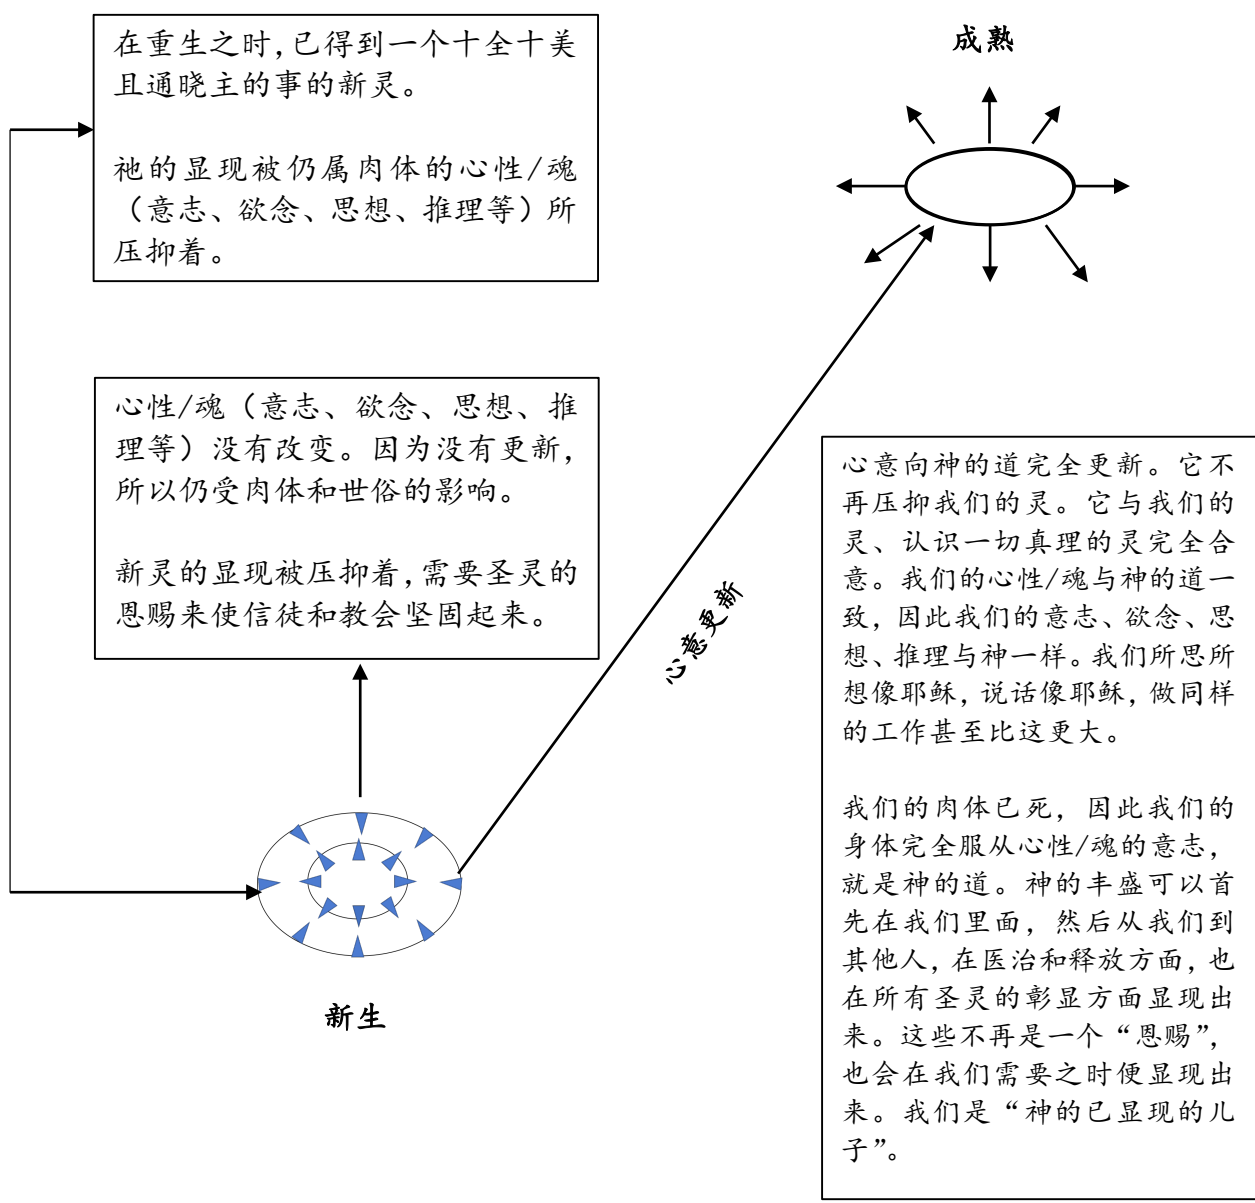 在重生之时，已得到一个十全十美
且通晓主的事的新灵。
祂的显现被仍属肉体的心性/魂
（意志、欲念、思想、推理等）所
压抑着。
成熟
心性/魂（意志、欲念、思想、推
理等）没有改变。因为没有更新，
所以仍受肉体和世俗的影响。
新灵的显现被压抑着，需要圣灵的
恩赐来使信徒和教会坚固起来。
心意更新
新生
心意向神的道完全更新。它不
再压抑我们的灵。它与我们的
灵、认识一切真理的灵完全合
意。我们的心性/魂与神的道一
致，因此我们的意志、欲念、思
想、推理与神一样。我们所思所
想像耶稣，说话像耶稣，做同样
的工作甚至比这更大。
我们的肉体已死，因此我们的
身体完全服从心性/魂的意志，
就是神的道。神的丰盛可以首
先在我们里面，然后从我们到
其他人，在医治和释放方面，也
在所有圣灵的彰显方面显现出
来。这些不再是一个“恩赐”，
也会在我们需要之时便显现出
来。我们是“神的已显现的儿
子”。